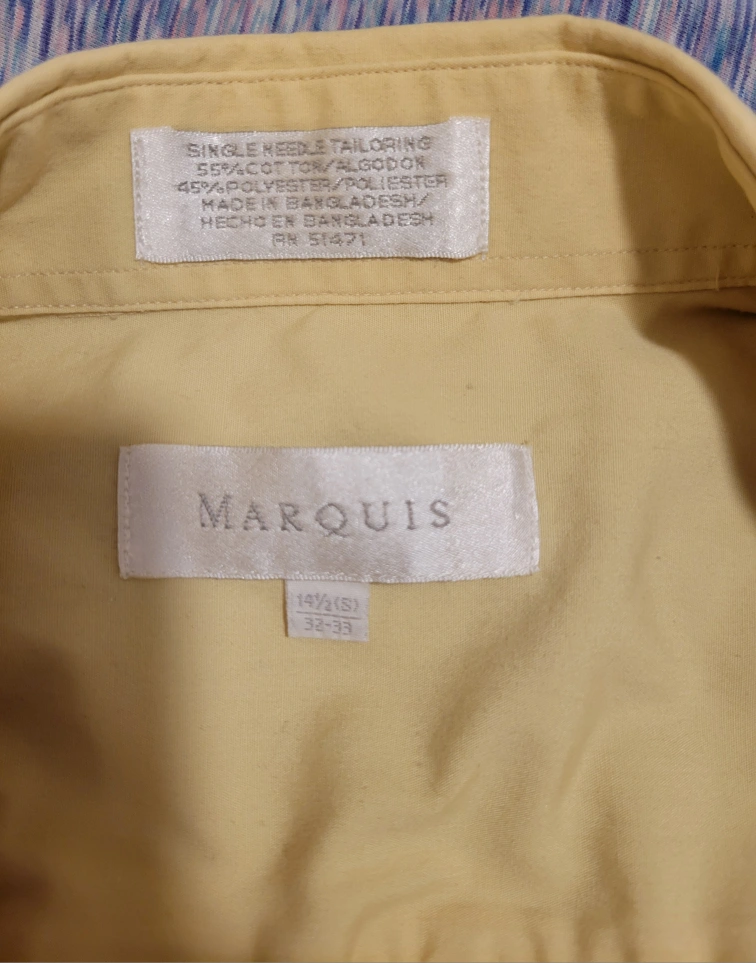 SINGLE NEEDLE TAILORING
55% COTTON/ALGODON
45% POLYESTER/POLIESTER
MADE IN BANGLADESH/
HECHO EN BANGLADESH
RN 51471
MARQUIS
14½(S)
32-33